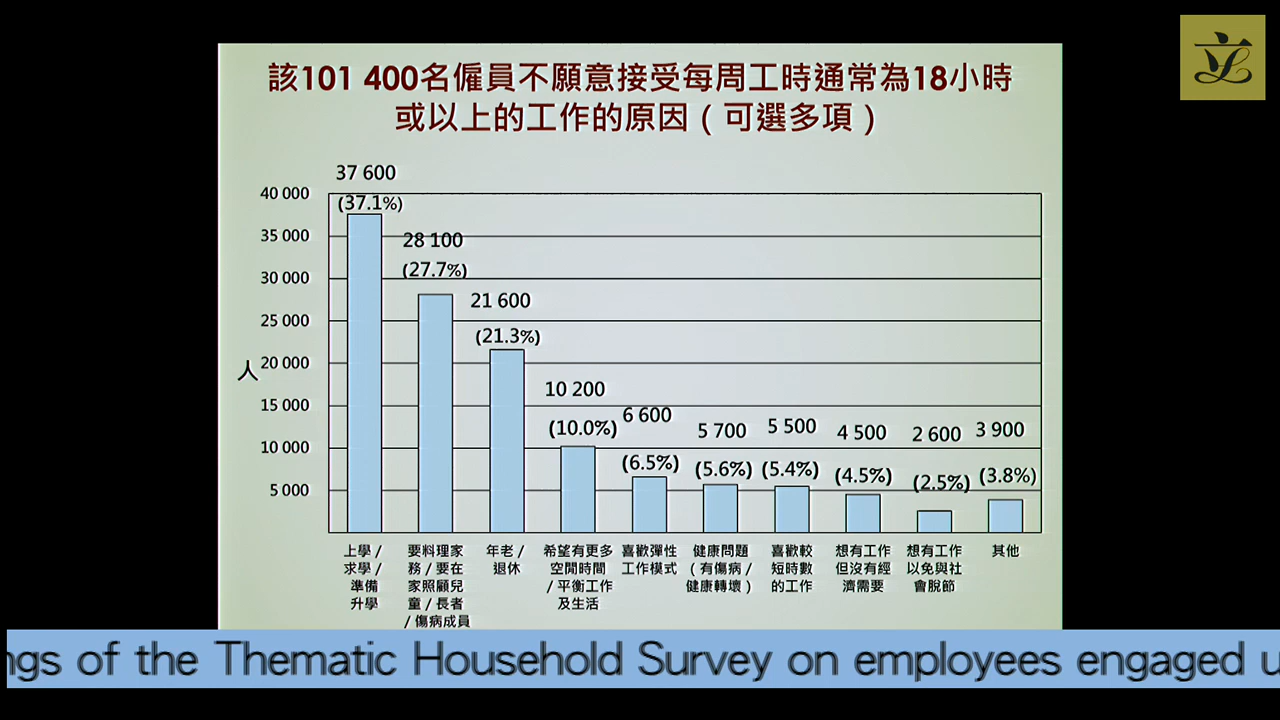 該101 400名僱員不願意接受每周工時通常為18小時
或以上的工作的原因（可選多項）
人
40 000
35 000
30 000
25 000
20 000
15 000
10 000
5 000
37 600
(37.1%)
28 100
(27.7%)
21 600
(21.3%)
10 200
(10.0%)
6 600
(6.5%)
5 700
(5.6%)
5 500
(5.4%)
4 500
(4.5%)
2 600
(2.5%)
3 900
(3.8%)
上學/
求學/
準備
升學
要料理家
務/要在
家照顧兒
童/長者
/傷病成員
年老/
退休
希望有更多
空閒時間
/平衡工作
及生活
喜歡彈性
工作模式
健康問題
（有傷病/
健康轉壞）
喜歡較
短時數
的工作
想有工作
但沒有經
濟需要
想有工作
以免與社
會脫節
其他
ngs of the Thematic Household Survey on employees engaged u